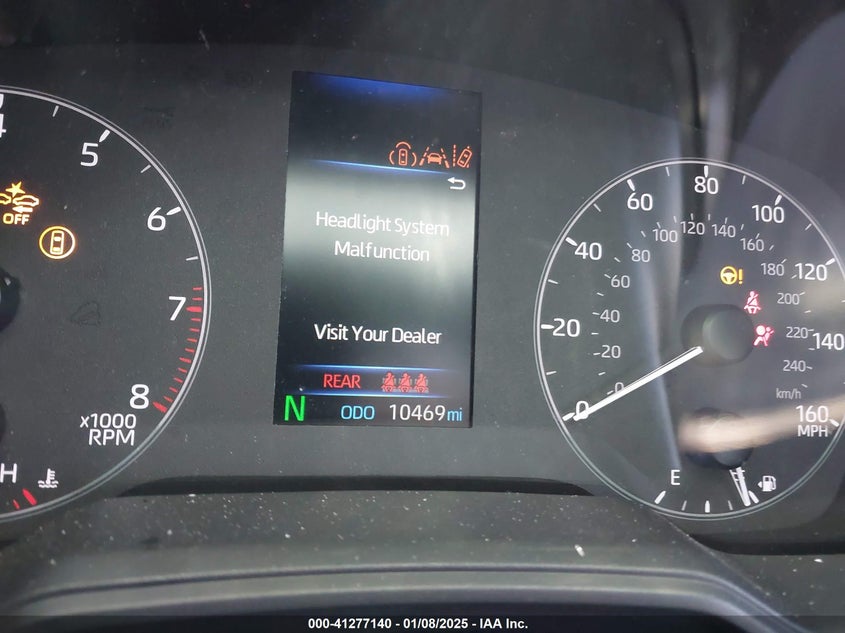 4
5
6
7
8
x1000
RPM
OFF
H
Headlight System
Malfunction
Visit Your Dealer
REAR
N ODO 10469 mi
0 20 40 60 80 100 120 140 160
MPH
0 20 40 60 80 100 120 140 160 180 200 220 240
km/h
E
000-41277140 - 01/08/2025 - IAA Inc.